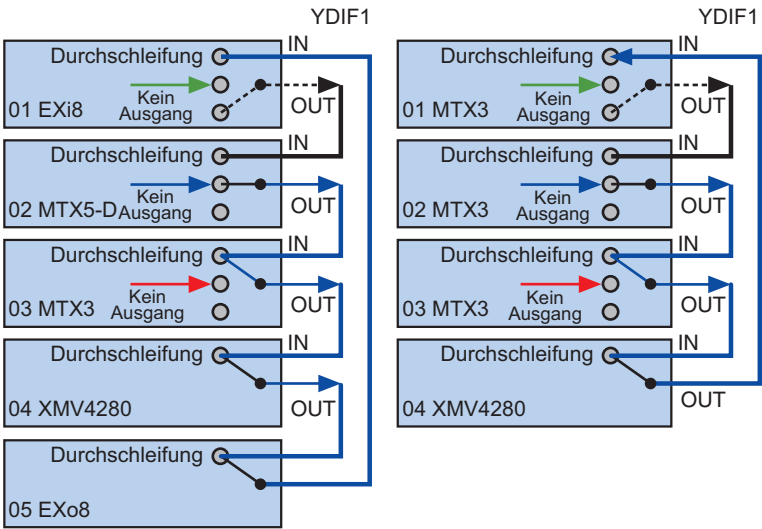 YDIF1
Durchschleifung
IN
Kein
Ausgang
01 EXi8
OUT
Durchschleifung
IN
Kein
Ausgang
02 MTX5-D
OUT
Durchschleifung
IN
Kein
Ausgang
03 MTX3
OUT
Durchschleifung
IN
04 XMV4280
OUT
Durchschleifung
05 EXo8
YDIF1
Durchschleifung
IN
Kein
Ausgang
01 MTX3
OUT
Durchschleifung
IN
Kein
Ausgang
02 MTX3
OUT
Durchschleifung
IN
Kein
Ausgang
03 MTX3
OUT
Durchschleifung
IN
04 XMV4280
OUT